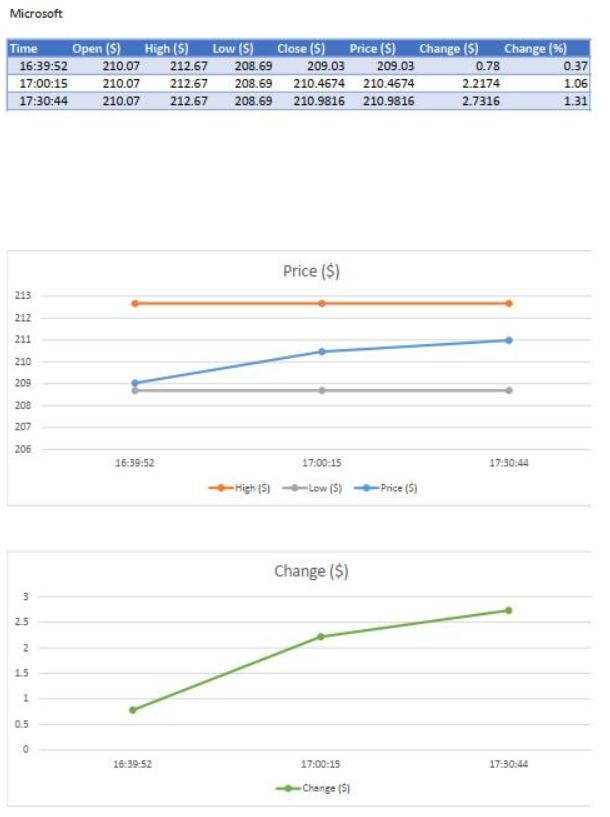 Microsoft
Time Open ($) High ($) Low ($) Close ($) Price ($) Change ($) Change (%)
16:39:52 210.07 212.67 208.69 209.03 209.03 0.78 0.37
17:00:15 210.07 212.67 208.69 210.4674 210.4674 2.2174 1.06
17:30:44 210.07 212.67 208.69 210.9816 210.9816 2.7316 1.31
Price ($)
213
212
211
210
209
208
207
206
16:39:52 17:00:15 17:30:44
High ($) Low ($) Price ($)
Change ($)
3
2.5
2
1.5
1
0.5
0
16:39:52 17:00:15 17:30:44
Change ($)